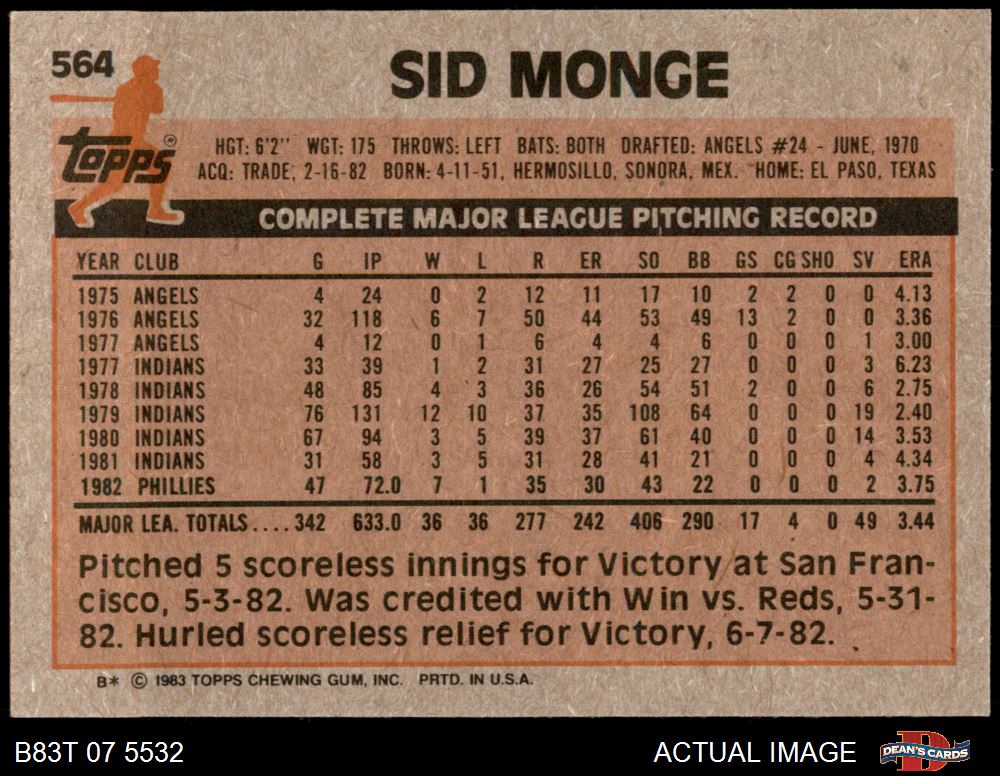 564
SID MONGE
topps®
HGT: 6'2" WGT: 175 THROWS: LEFT BATS: BOTH DRAFTED: ANGELS #24 - JUNE, 1970
ACQ: TRADE, 2-16-82 BORN: 4-11-51, HERMOSILLO, SONORA, MEX. HOME: EL PASO, TEXAS
COMPLETE MAJOR LEAGUE PITCHING RECORD
YEAR CLUB G IP W L R ER SO BB GS CG SHO SV ERA
1975 ANGELS 4 24 0 2 12 11 17 10 2 2 0 0 4.13
1976 ANGELS 32 118 6 7 50 44 53 49 13 2 0 0 3.36
1977 ANGELS 4 12 0 1 6 4 4 6 0 0 0 1 3.00
1977 INDIANS 33 39 1 2 31 27 25 27 0 0 0 3 6.23
1978 INDIANS 48 85 4 3 36 26 54 51 2 0 0 6 2.75
1979 INDIANS 76 131 12 10 37 35 108 64 0 0 0 19 2.40
1980 INDIANS 67 94 3 5 39 37 61 40 0 0 0 14 3.53
1981 INDIANS 31 58 3 5 31 28 41 21 0 0 0 4 4.34
1982 PHILLIES 47 72.0 7 1 35 30 43 22 0 0 0 2 3.75
MAJOR LEA. TOTALS.... 342 633.0 36 36 277 242 406 290 17 4 0 49 3.44
Pitched 5 scoreless innings for Victory at San Fran-
cisco, 5-3-82. Was credited with Win vs. Reds, 5-31-
82. Hurled scoreless relief for Victory, 6-7-82.
B* © 1983 TOPPS CHEWING GUM, INC. PRTD. IN U.S.A.
B83T 07 5532 ACTUAL IMAGE DEAN'S CARDS